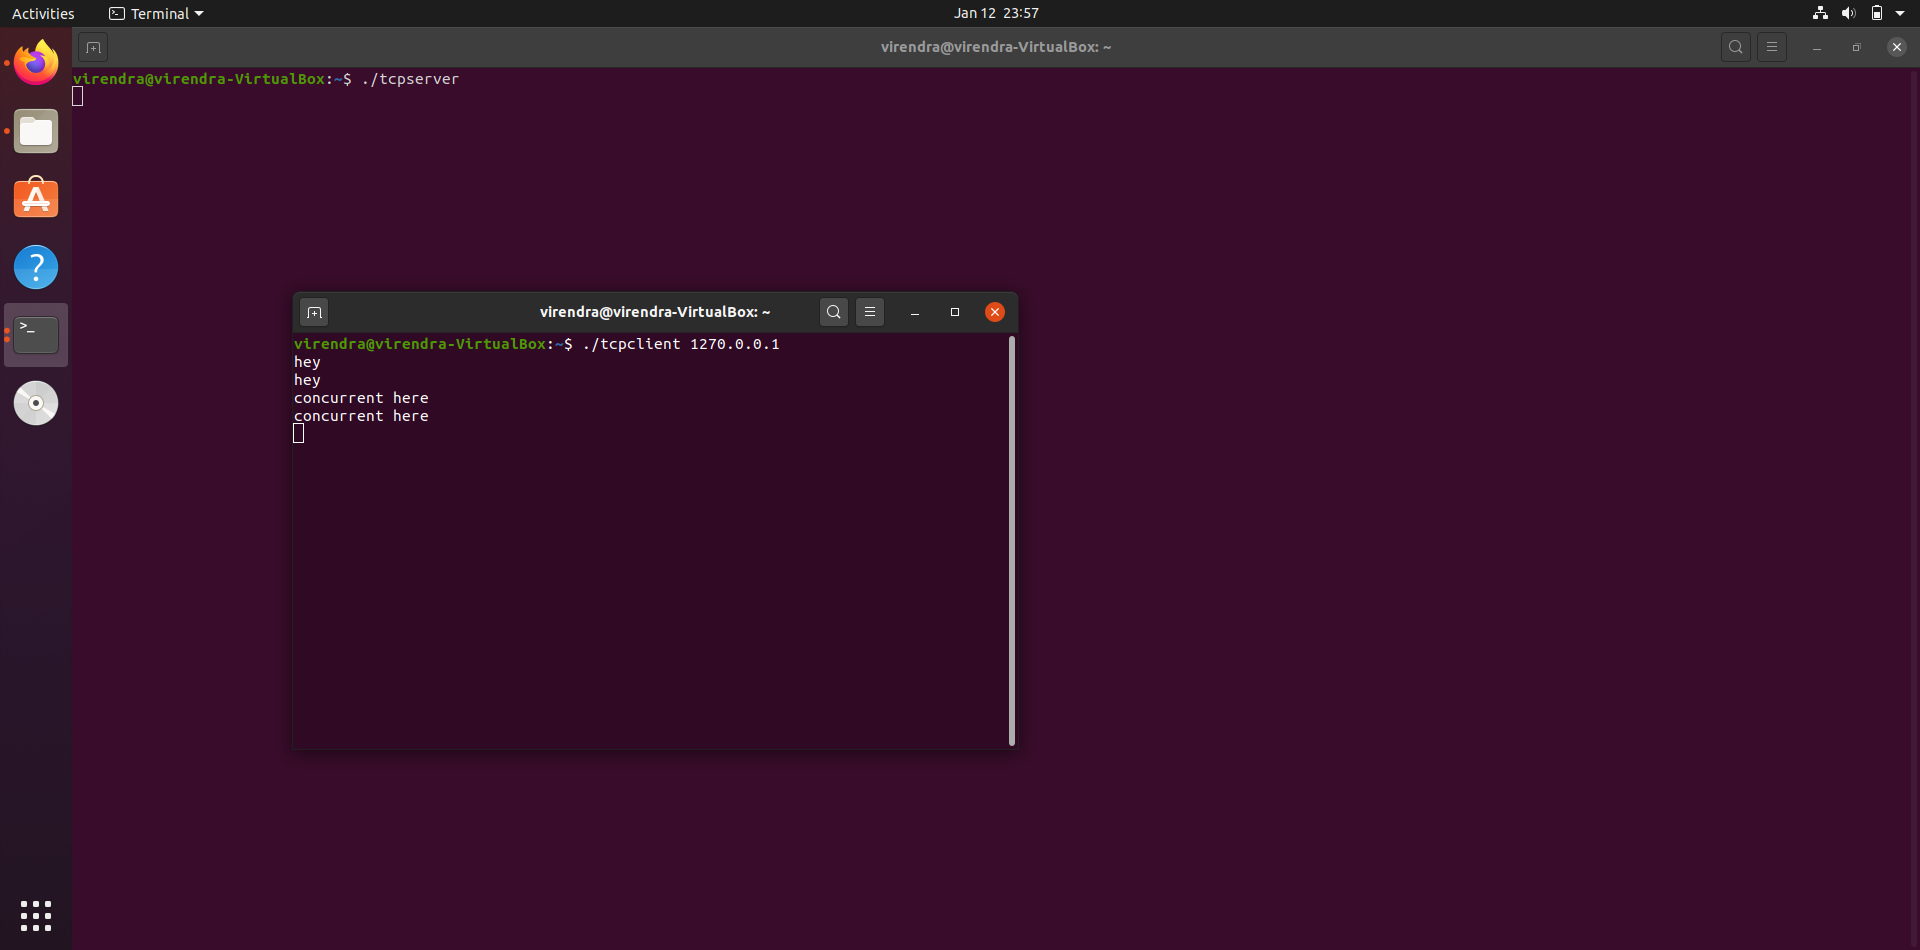 Activities Terminal Jan 12 23:57
virendra@virendra-VirtualBox: ~
virendra@virendra-VirtualBox:~$ ./tcpserver
virendra@virendra-VirtualBox: ~
virendra@virendra-VirtualBox:~$ ./tcpclient 1270.0.0.1
hey
hey
concurrent here
concurrent here